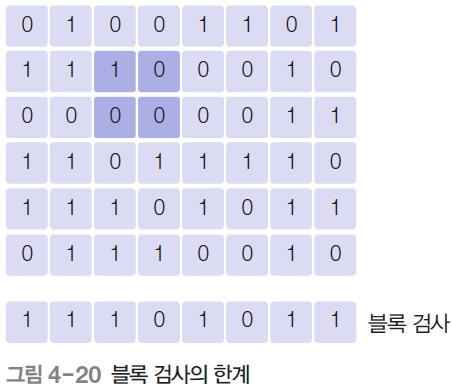 0 1 0 0 1 1 0 1
1 1 1 0 0 0 1 0
0 0 0 0 0 0 1 1
1 1 0 1 1 1 1 0
1 1 1 0 1 0 1 1
0 1 1 1 0 0 1 0
1 1 1 0 1 0 1 1 블록 검사
그림 4-20 블록 검사의 한계